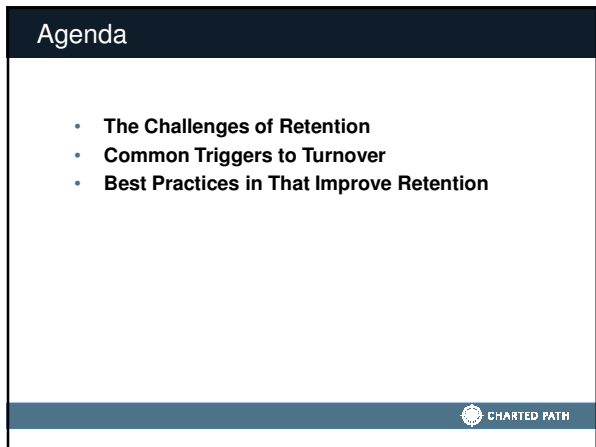 Agenda
• The Challenges of Retention
• Common Triggers to Turnover
• Best Practices in That Improve Retention
CHARTED PATH